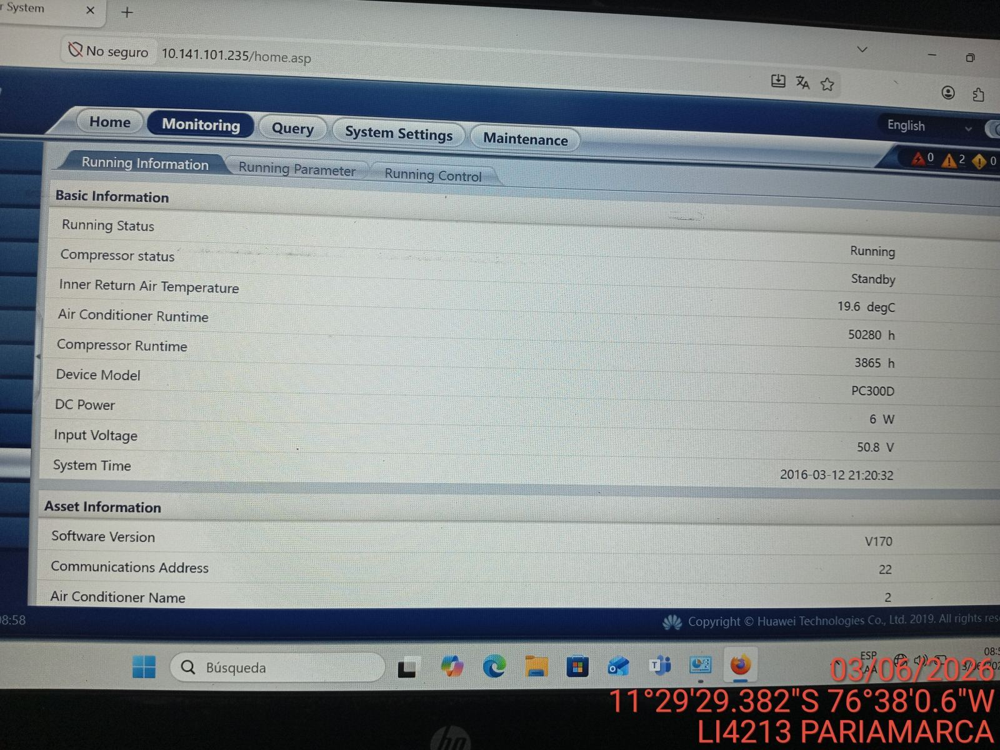 r System
No seguro 10.141.101.235/home.asp
Home Monitoring Query System Settings Maintenance English
0 2 0
Running Information Running Parameter Running Control
Basic Information
Running Status Running
Compressor status Standby
Inner Return Air Temperature 19.6 degC
Air Conditioner Runtime 50280 h
Compressor Runtime 3865 h
Device Model PC300D
DC Power 6 W
Input Voltage 50.8 V
System Time 2016-03-12 21:20:32
Asset Information
Software Version V170
Communications Address 22
Air Conditioner Name 2
08:58 Copyright © Huawei Technologies Co., Ltd. 2019. All rights res
Búsqueda
ESP
03/06/2026
11°29'29.382"S 76°38'0.6"W
LI4213 PARIAMARCA
hp